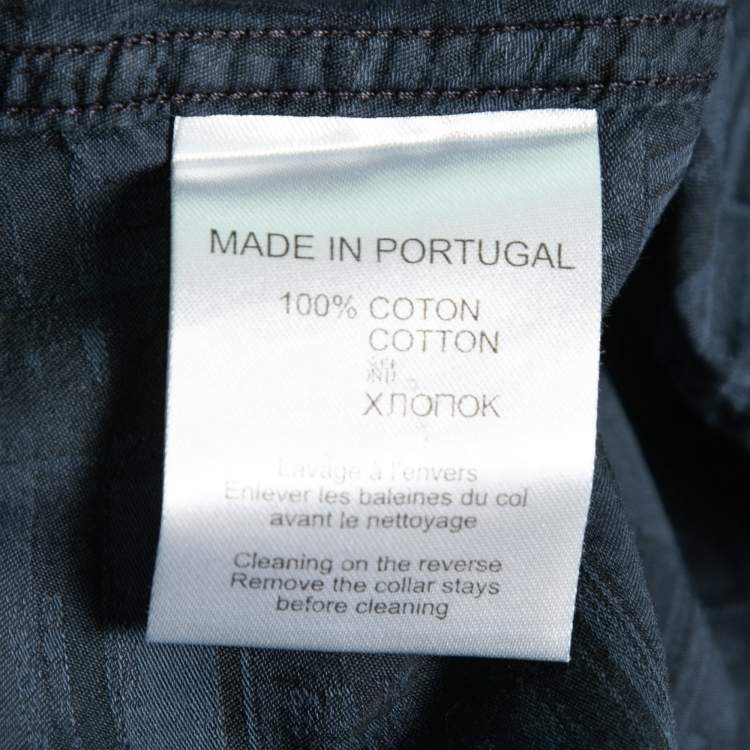 MADE IN PORTUGAL
100% COTON
COTTON
綿
ХЛОПОК
Lavage à l'envers
Enlever les baleines du col
avant le nettoyage
Cleaning on the reverse
Remove the collar stays
before cleaning